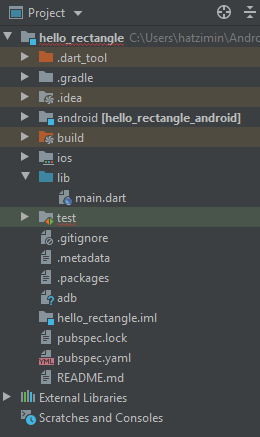 Project
hello_rectangle C:\Users\hatzimin\Andro
.dart_tool
.gradle
.idea
android [hello_rectangle_android]
build
ios
lib
main.dart
test
.gitignore
.metadata
.packages
adb
hello_rectangle.iml
pubspec.lock
pubspec.yaml
README.md
External Libraries
Scratches and Consoles